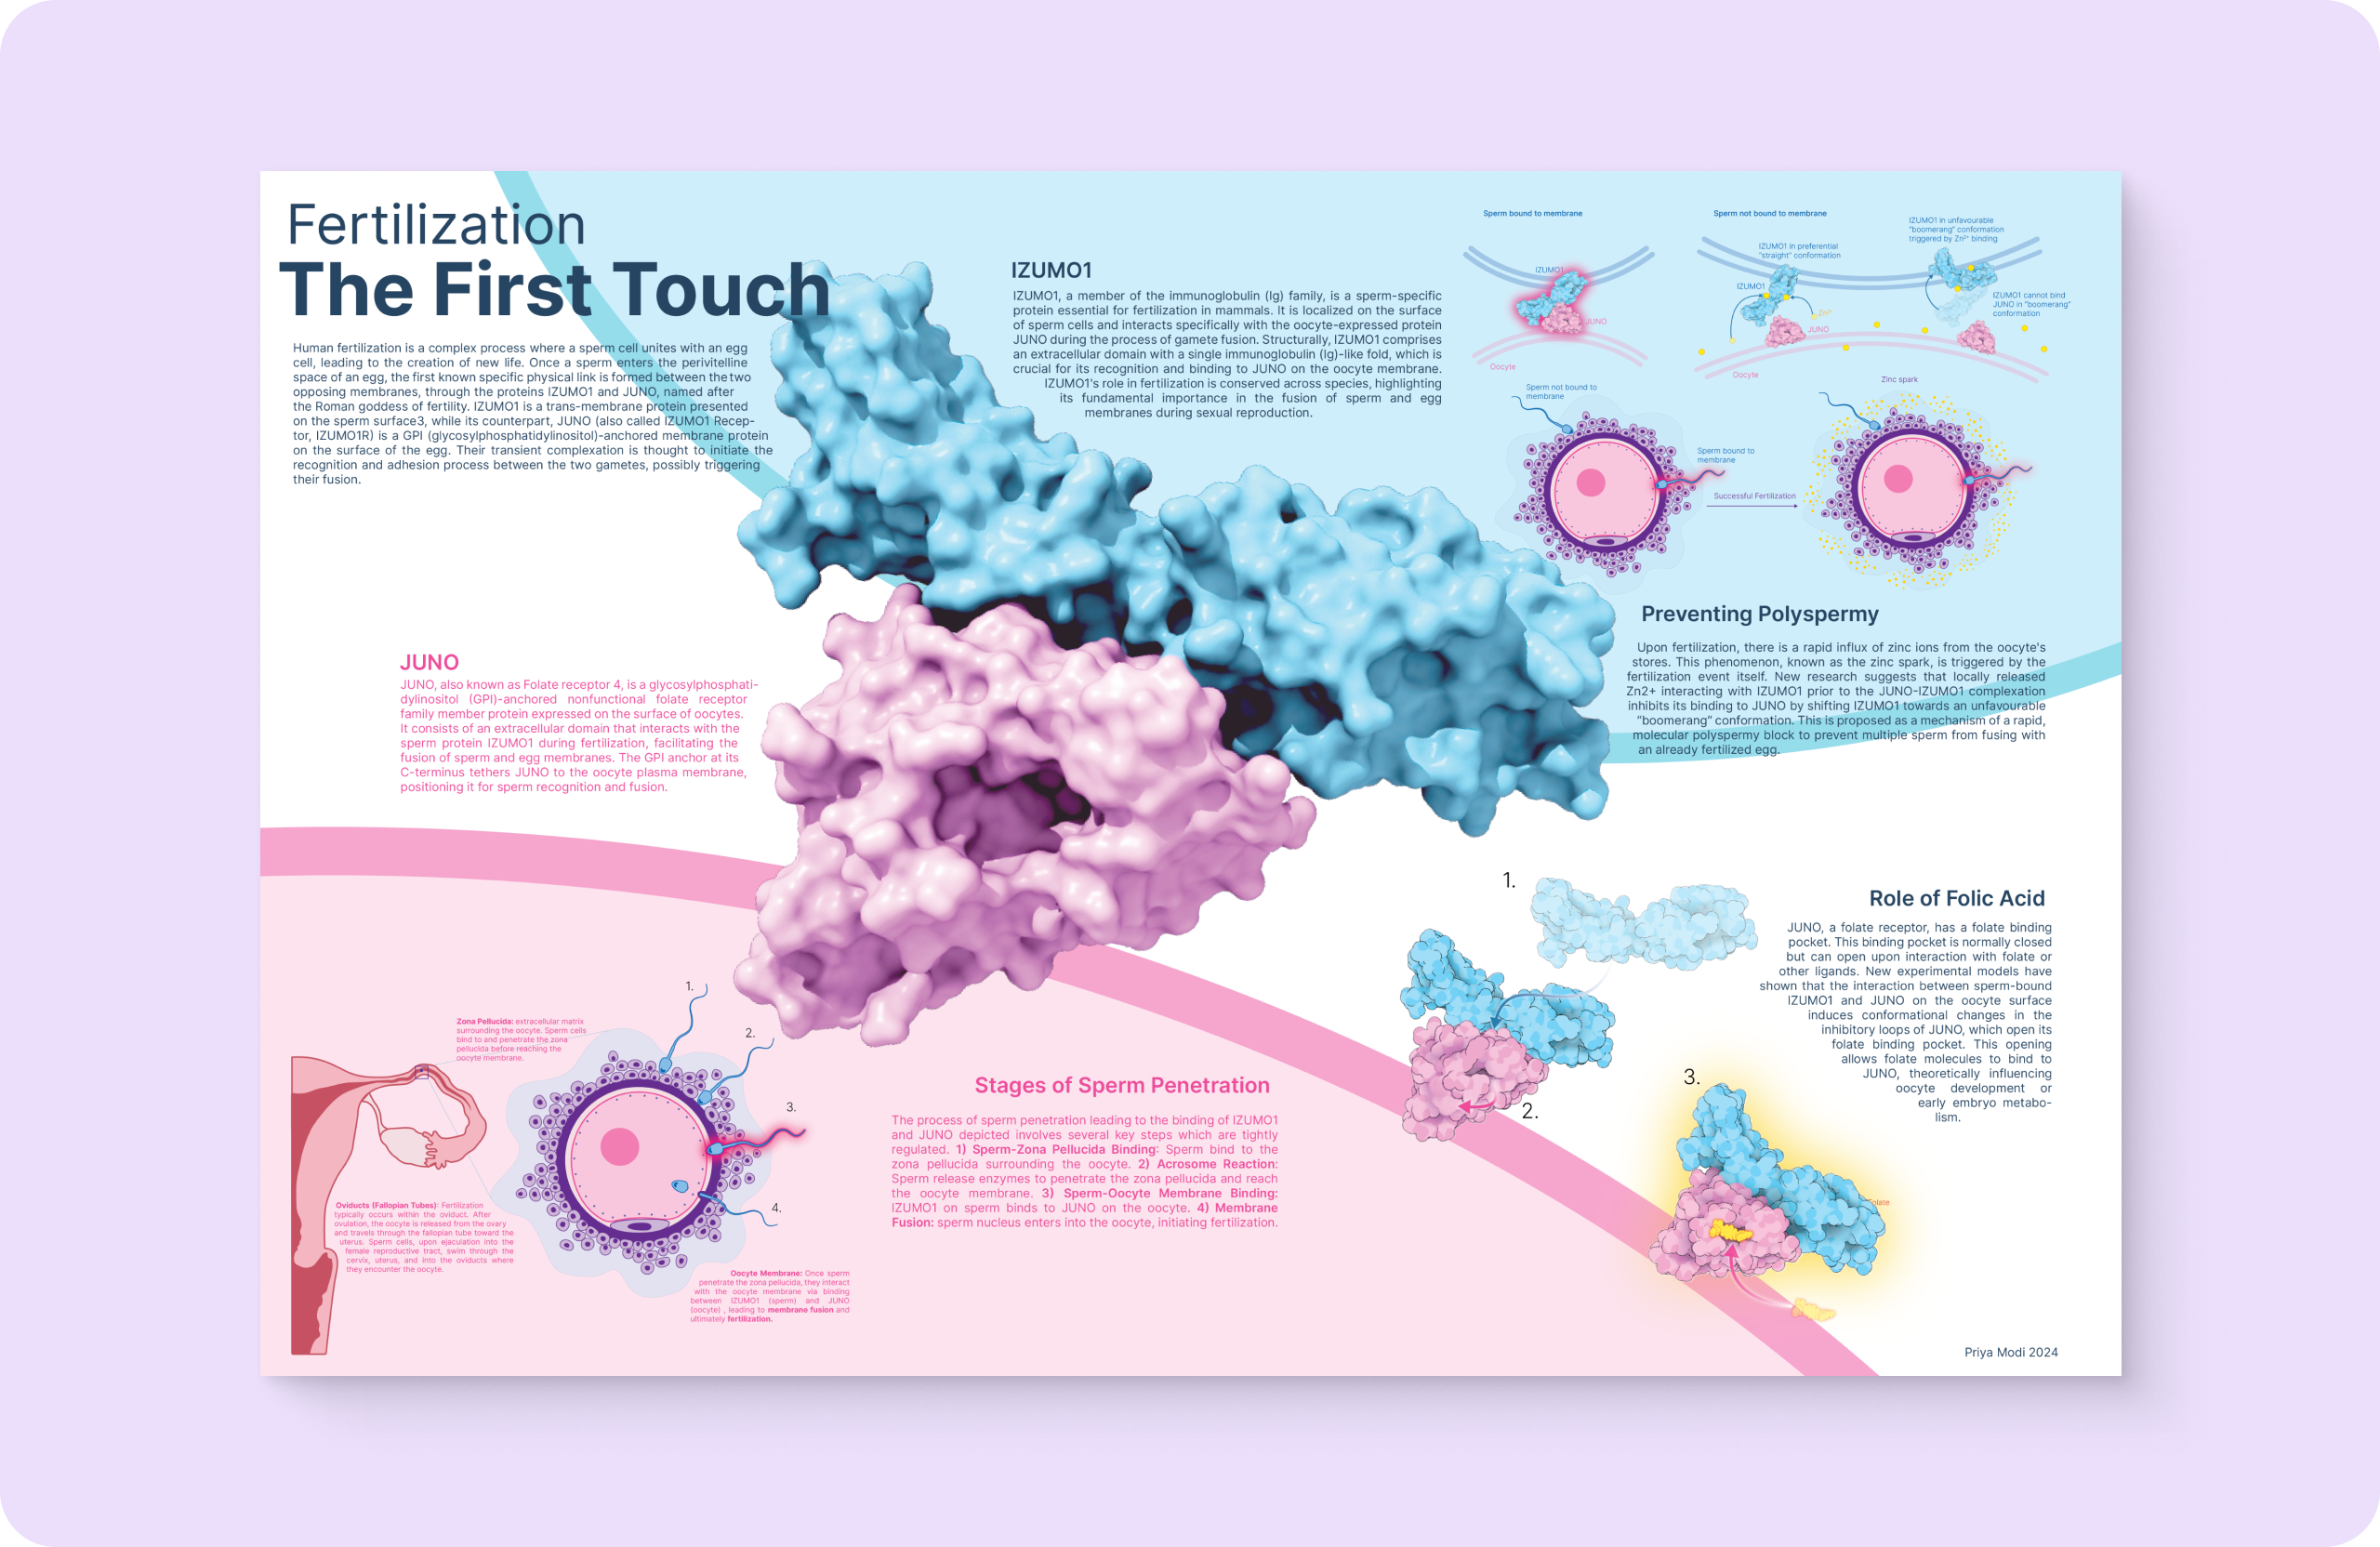 Fertilization
The First Touch
Human fertilization is a complex process where a sperm cell unites with an egg
cell, leading to the creation of new life. Once a sperm enters the perivitelline
space of an egg, the first known specific physical link is formed between the two
opposing membranes, through the proteins IZUMO1 and JUNO, named after
the Roman goddess of fertility. IZUMO1 is a trans-membrane protein presented
on the sperm surface3, while its counterpart, JUNO (also called IZUMO1 Recep-
tor, IZUMO1R) is a GPI (glycosylphosphatidylinositol)-anchored membrane protein
on the surface of the egg. Their transient complexation is thought to initiate the
recognition and adhesion process between the two gametes, possibly triggering
their fusion.
IZUMO1
IZUMO1, a member of the immunoglobulin (Ig) family, is a sperm-specific
protein essential for fertilization in mammals. It is localized on the surface
of sperm cells and interacts specifically with the oocyte-expressed protein
JUNO during the process of gamete fusion. Structurally, IZUMO1 comprises
an extracellular domain with a single immunoglobulin (Ig)-like fold, which is
crucial for its recognition and binding to JUNO on the oocyte membrane.
IZUMO1's role in fertilization is conserved across species, highlighting
its fundamental importance in the fusion of sperm and egg
membranes during sexual reproduction.
Sperm bound to membrane
IZUMO1
JUNO
Oocyte
Sperm not bound to membrane
IZUMO1 in preferential
"straight" conformation
IZUMO1
Zn²⁺
JUNO
Oocyte
IZUMO1 in unfavourable
"boomerang" conformation
triggered by Zn²⁺ binding
IZUMO1 cannot bind
JUNO in "boomerang"
conformation
Sperm not bound to
membrane
Sperm bound to
membrane
Successful Fertilization
Zinc spark
Preventing Polyspermy
Upon fertilization, there is a rapid influx of zinc ions from the oocyte's
stores. This phenomenon, known as the zinc spark, is triggered by the
fertilization event itself. New research suggests that locally released
Zn2+ interacting with IZUMO1 prior to the JUNO-IZUMO1 complexation
inhibits its binding to JUNO by shifting IZUMO1 towards an unfavourable
"boomerang" conformation. This is proposed as a mechanism of a rapid,
molecular polyspermy block to prevent multiple sperm from fusing with
an already fertilized egg.
JUNO
JUNO, also known as Folate receptor 4, is a glycosylphosphati-
dylinositol (GPI)-anchored nonfunctional folate receptor
family member protein expressed on the surface of oocytes.
It consists of an extracellular domain that interacts with the
sperm protein IZUMO1 during fertilization, facilitating the
fusion of sperm and egg membranes. The GPI anchor at its
C-terminus tethers JUNO to the oocyte plasma membrane,
positioning it for sperm recognition and fusion.
1.
2.
3.
Folate
Role of Folic Acid
JUNO, a folate receptor, has a folate binding
pocket. This binding pocket is normally closed
but can open upon interaction with folate or
other ligands. New experimental models have
shown that the interaction between sperm-bound
IZUMO1 and JUNO on the oocyte surface
induces conformational changes in the
inhibitory loops of JUNO, which open its
folate binding pocket. This opening
allows folate molecules to bind to
JUNO, theoretically influencing
oocyte development or
early embryo metabo-
lism.
Zona Pellucida: extracellular matrix
surrounding the oocyte. Sperm cells
bind to and penetrate the zona
pellucida before reaching the
oocyte membrane.
1.
2.
3.
4.
Oviducts (Fallopian Tubes): Fertilization
typically occurs within the oviduct. After
ovulation, the oocyte is released from the ovary
and travels through the fallopian tube toward the
uterus. Sperm cells, upon ejaculation into the
female reproductive tract, swim through the
cervix, uterus, and into the oviducts where
they encounter the oocyte.
Oocyte Membrane: Once sperm
penetrate the zona pellucida, they interact
with the oocyte membrane via binding
between IZUMO1 (sperm) and JUNO
(oocyte) , leading to membrane fusion and
ultimately fertilization.
Stages of Sperm Penetration
The process of sperm penetration leading to the binding of IZUMO1
and JUNO depicted involves several key steps which are tightly
regulated. 1) Sperm-Zona Pellucida Binding: Sperm bind to the
zona pellucida surrounding the oocyte. 2) Acrosome Reaction:
Sperm release enzymes to penetrate the zona pellucida and reach
the oocyte membrane. 3) Sperm-Oocyte Membrane Binding:
IZUMO1 on sperm binds to JUNO on the oocyte. 4) Membrane
Fusion: sperm nucleus enters into the oocyte, initiating fertilization.
Priya Modi 2024